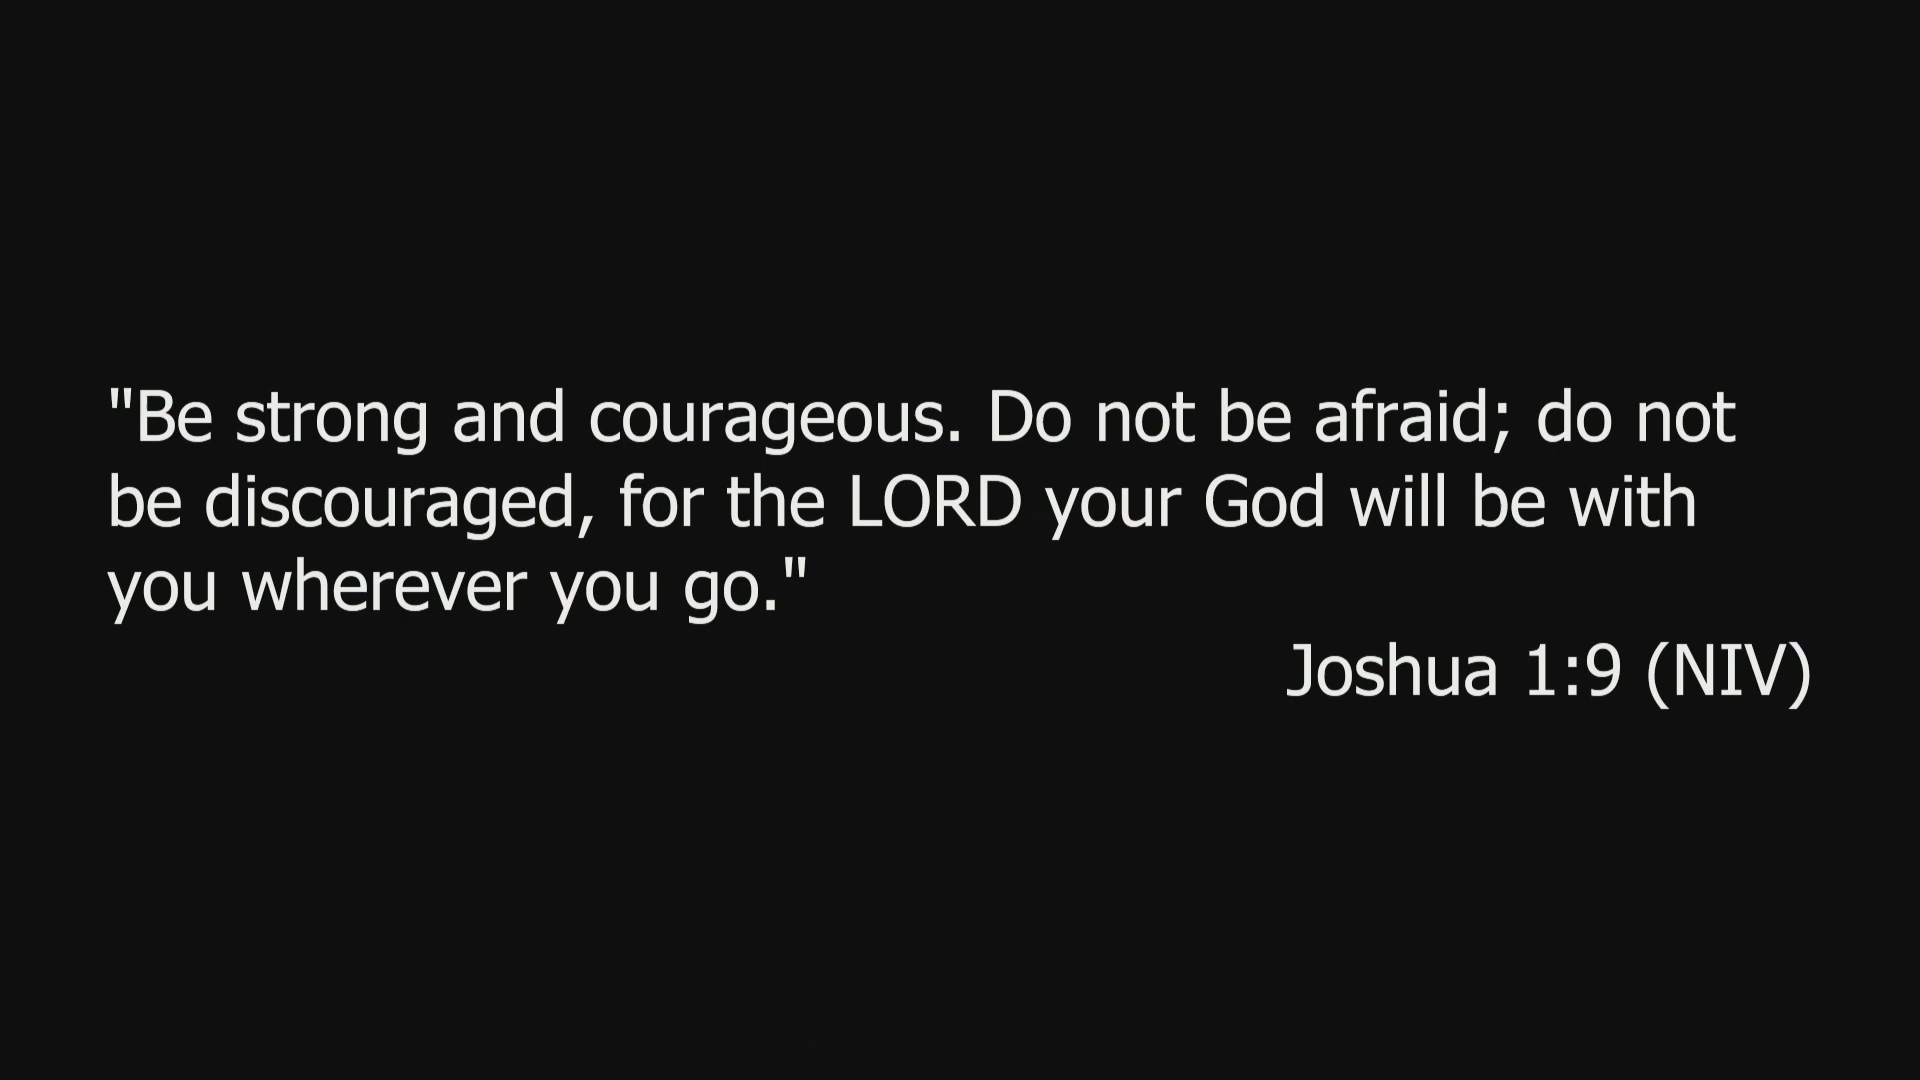 "Be strong and courageous. Do not be afraid; do not
be discouraged, for the LORD your God will be with
you wherever you go."
Joshua 1:9 (NIV)